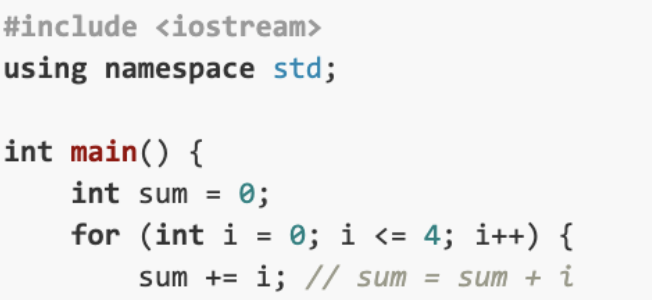 #include <iostream>
using namespace std;
int main() {
int sum = 0;
for (int i = 0; i <= 4; i++) {
sum += i; // sum = sum + i